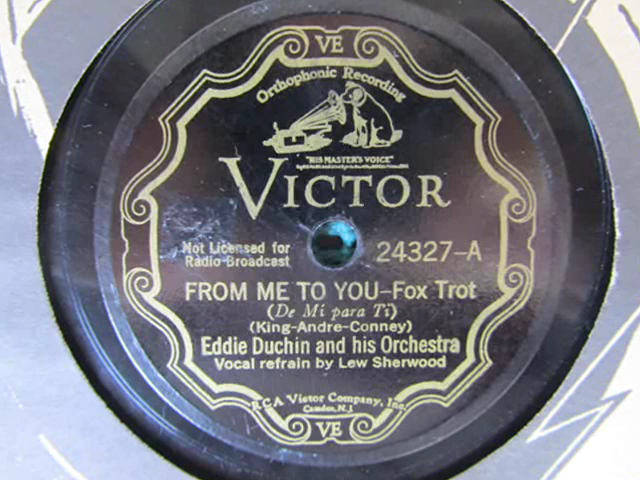 VE
Orthophonic Recording
"HIS MASTER'S VOICE"
VICTOR
Not Licensed for
Radio Broadcast
24327-A
FROM ME TO YOU-Fox Trot
(De Mí para Ti)
(King-Andre-Conney)
Eddie Duchin and his Orchestra
Vocal refrain by Lew Sherwood
RCA Victor Company, Inc.
Camden, N.J.
VE